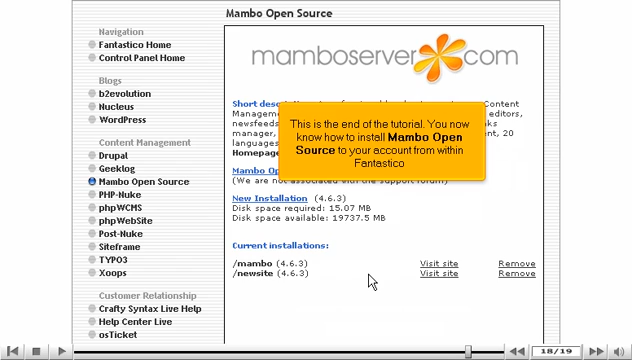 Mambo Open Source
Navigation
Fantastico Home
Control Panel Home
Blogs
b2evolution
Nucleus
WordPress
Content Management
Drupal
Geeklog
Mambo Open Source
PHP-Nuke
phpWCMS
phpWebSite
Post-Nuke
Siteframe
TYPO3
Xoops
Customer Relationship
Crafty Syntax Live Help
Help Center Live
osTicket
mamboserver com
Short
Content
editors,
newsfeeds
manager,
20
languages
Homepage
This is the end of the tutorial. You now
know how to install Mambo Open
Source to your account from within
Fantastico
Mambo
(We are not associated with the support forum)
New Installation (4.6.3)
Disk space required: 15.07 MB
Disk space available: 19737.5 MB
Current installations:
/mambo (4.6.3) Visit site Remove
/newsite (4.6.3) Visit site Remove
18/19